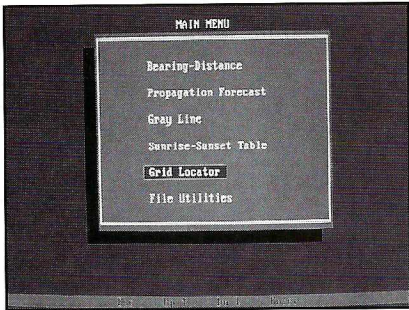 MAIN MENU
Bearing-Distance
Propagation Forecast
Gray Line
Sunrise-Sunset Table
Grid Locator
File Utilities